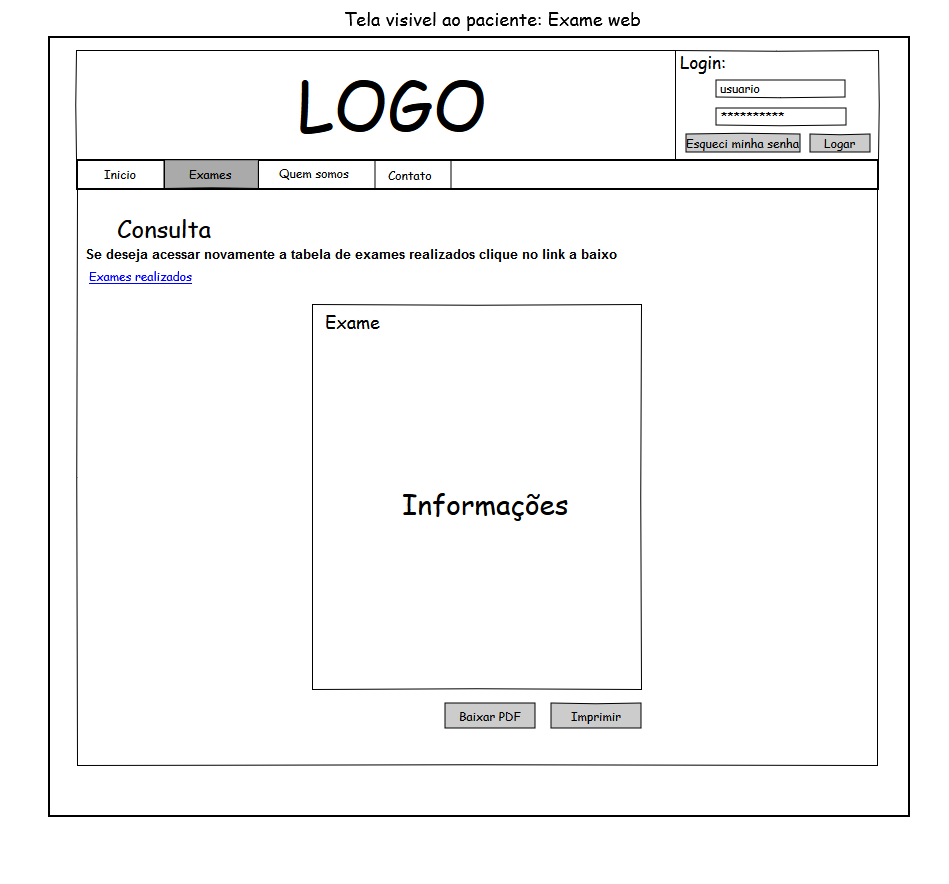 Tela visivel ao paciente: Exame web
LOGO
Login:
usuario
**********
Esqueci minha senha
Logar
Inicio
Exames
Quem somos
Contato
Consulta
Se deseja acessar novamente a tabela de exames realizados clique no link a baixo
Exames realizados
Exame
Informações
Baixar PDF
Imprimir